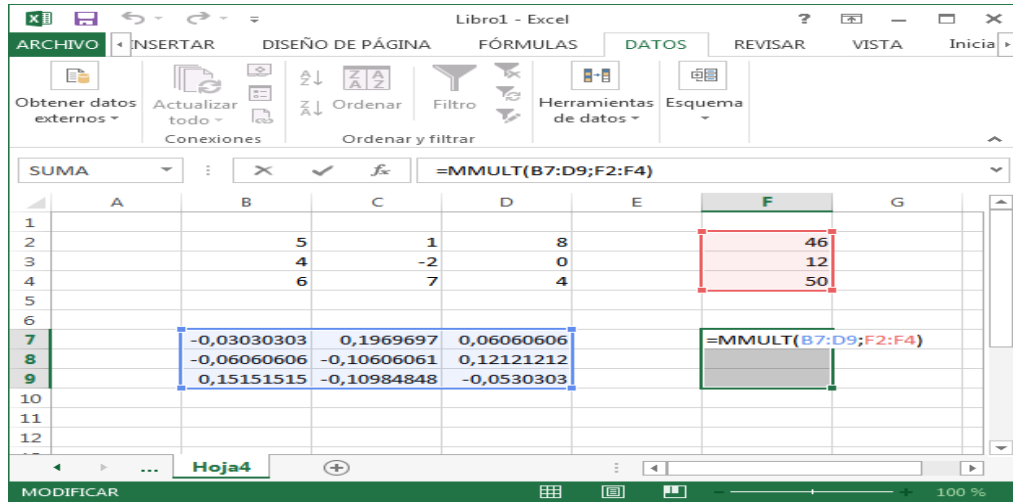 Libro1 - Excel
ARCHIVO INSERTAR DISEÑO DE PÁGINA FÓRMULAS DATOS REVISAR VISTA Inicia
Obtener datos externos
Actualizar todo
Conexiones
Ordenar
Filtro
Ordenar y filtrar
Herramientas de datos
Esquema
SUMA fx =MMULT(B7:D9;F2:F4)
A B C D E F G
1
2 5 1 8 46
3 4 -2 0 12
4 6 7 4 50
5
6
7 -0,03030303 0,1969697 0,06060606 =MMULT(B7:D9;F2:F4)
8 -0,06060606 -0,10606061 0,12121212
9 0,15151515 -0,10984848 -0,0530303
10
11
12
... Hoja4
MODIFICAR 100 %